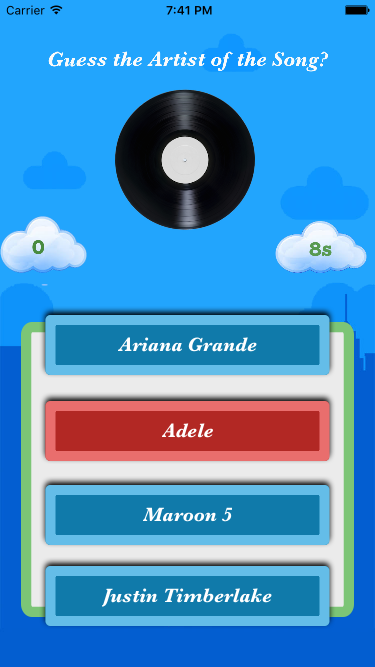 Carrier 7:41 PM
Guess the Artist of the Song?
0
8s
Ariana Grande
Adele
Maroon 5
Justin Timberlake